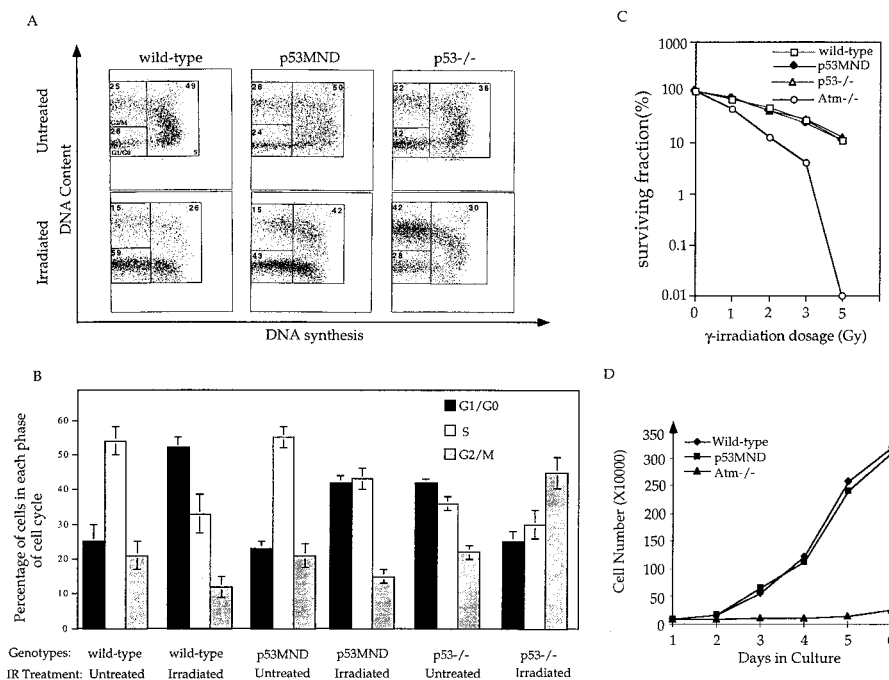 A
wild-type
p53MND
p53-/-
DNA Content
Untreated
25
49
G2/M
26
G1/G0
S
26
50
24
22
36
42
Irradiated
15
26
59
15
42
43
42
30
28
DNA synthesis
B
Percentage of cells in each phase
of cell cycle
60
50
40
30
20
10
0
G1/G0
S
G2/M
Genotypes: wild-type wild-type p53MND p53MND p53-/- p53-/-
IR Treatment: Untreated Irradiated Untreated Irradiated Untreated Irradiated
C
surviving fraction(%)
1000
100
10
1
0.1
0.01
wild-type
p53MND
p53-/-
Atm-/-
0 1 2 3 5
γ-irradiation dosage (Gy)
D
Cell Number (X10000)
350
300
250
200
150
100
50
0
Wild-type
p53MND
Atm-/-
1 2 3 4 5
Days in Culture